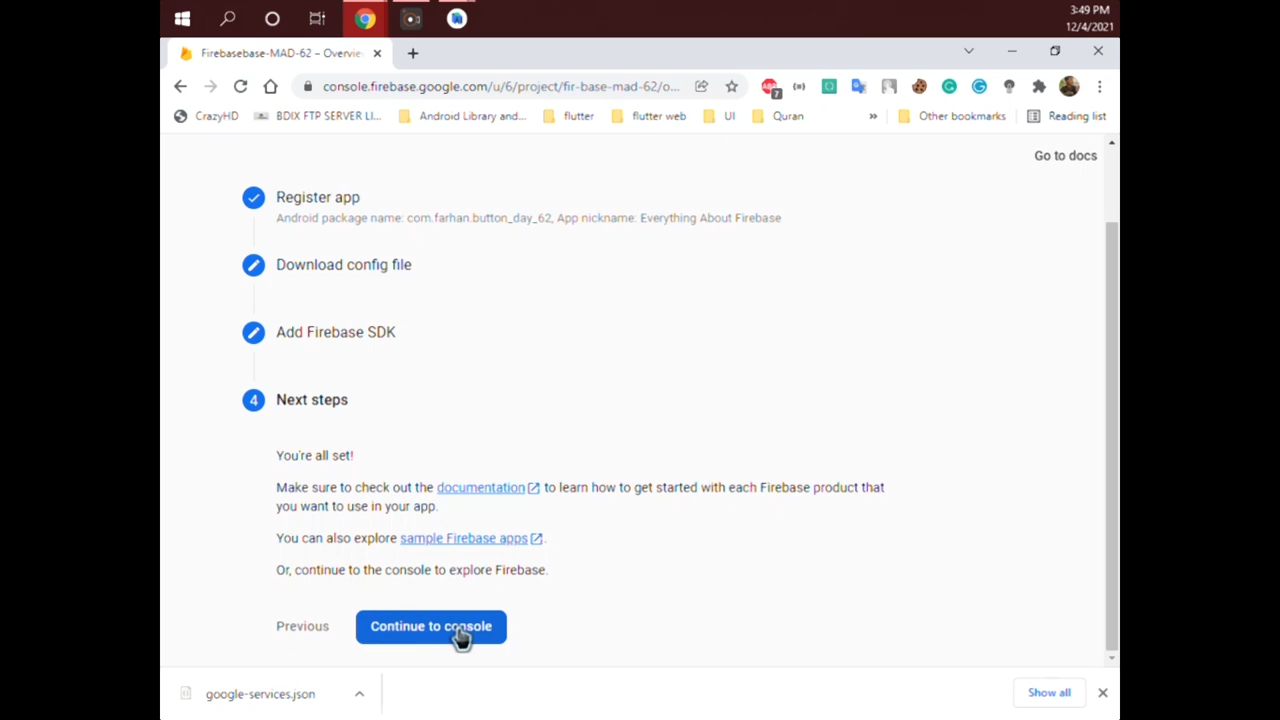 3:49 PM
12/4/2021
Firebasebase-MAD-62 – Overvie
console.firebase.google.com/u/6/project/fir-base-mad-62/o...
7
CrazyHD
BDIX FTP SERVER LI...
Android Library and...
flutter
flutter web
UI
Quran
»
Other bookmarks
Reading list
Go to docs
Register app
Android package name: com.farhan.button_day_62, App nickname: Everything About Firebase
Download config file
Add Firebase SDK
4 Next steps
You're all set!
Make sure to check out the documentation to learn how to get started with each Firebase product that
you want to use in your app.
You can also explore sample Firebase apps .
Or, continue to the console to explore Firebase.
Previous
Continue to console
google-services.json
Show all